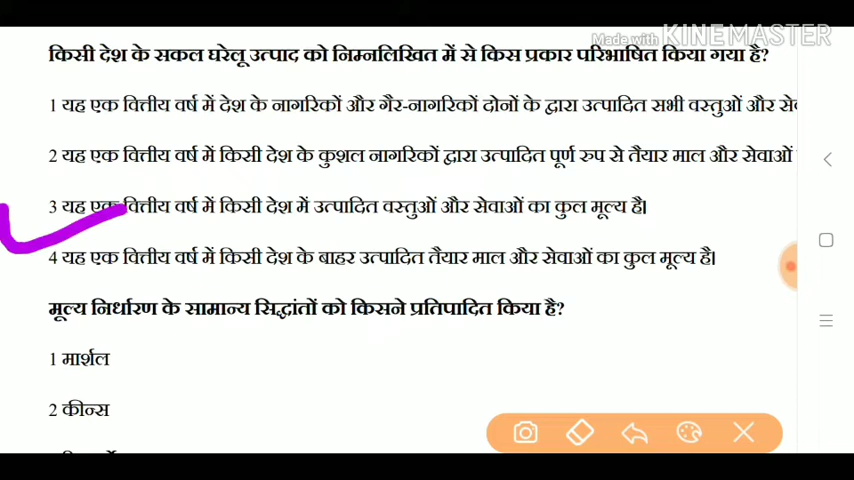 Made with KINEMASTER
किसी देश के सकल घरेलू उत्पाद को निम्नलिखित में से किस प्रकार परिभाषित किया गया है?
1 यह एक वित्तीय वर्ष में देश के नागरिकों और गैर-नागरिकों दोनों के द्वारा उत्पादित सभी वस्तुओं और
2 यह एक वित्तीय वर्ष में किसी देश के कुशल नागरिकों द्वारा उत्पादित पूर्ण रुप से तैयार माल और सेवाओं
3 यह एक वित्तीय वर्ष में किसी देश में उत्पादित वस्तुओं और सेवाओं का कुल मूल्य है।
4 यह एक वित्तीय वर्ष में किसी देश के बाहर उत्पादित तैयार माल और सेवाओं का कुल मूल्य है।
मूल्य निर्धारण के सामान्य सिद्धांतों को किसने प्रतिपादित किया है?
1 मार्शल
2 कीन्स